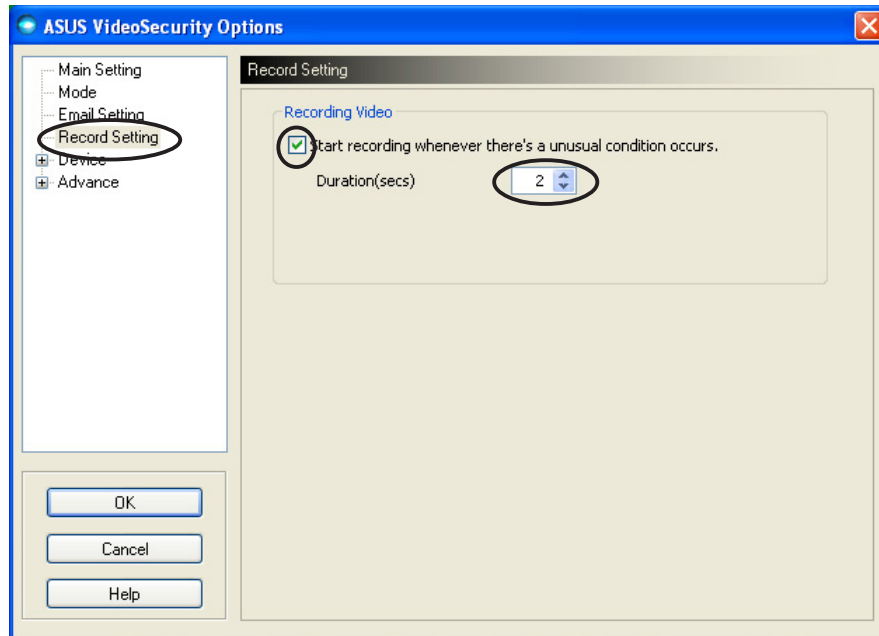 ASUS VideoSecurity Options
Main Setting
Mode
Email Setting
Record Setting
Device
Advance
OK
Cancel
Help
Record Setting
Recording Video
Start recording whenever there's a unusual condition occurs.
Duration(secs) 2